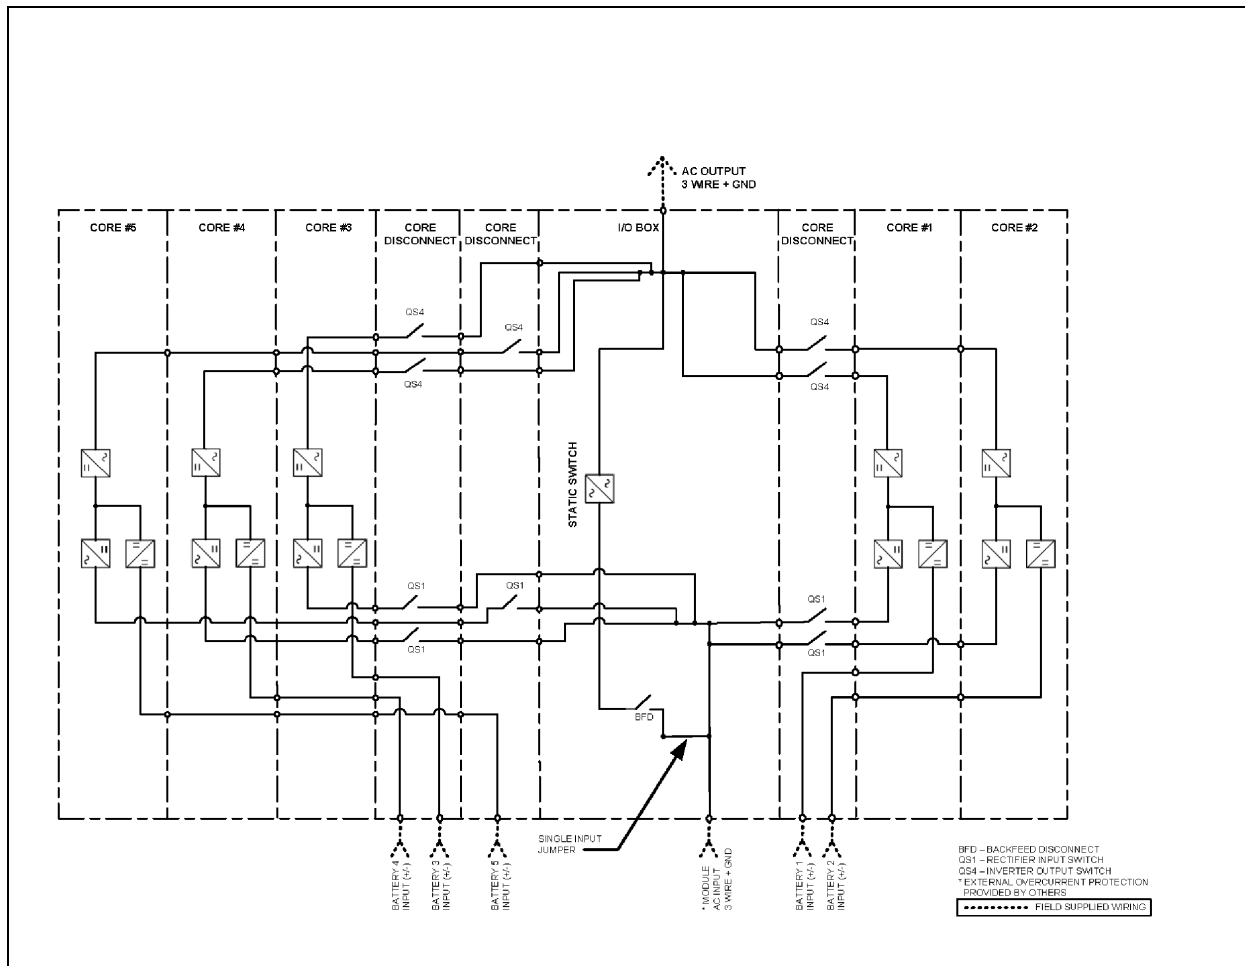 AC OUTPUT
3 WIRE + GND
CORE #5
CORE #4
CORE #3
CORE
DISCONNECT
CORE
DISCONNECT
I/O BOX
CORE
DISCONNECT
CORE #1
CORE #2
QS4
QS4
QS4
QS4
QS4
STATIC SWITCH
QS1
QS1
QS1
QS1
QS1
BFD
SINGLE INPUT
JUMPER
BATTERY 4
INPUT (+/-)
BATTERY 3
INPUT (+/-)
BATTERY 5
INPUT (+/-)
* MODULE
AC INPUT
3 WIRE + GND
BATTERY 1
INPUT (+/-)
BATTERY 2
INPUT (+/-)
BFD – BACKFEED DISCONNECT
QS1 – RECTIFIER INPUT SWITCH
QS4 – INVERTER OUTPUT SWITCH
* EXTERNAL OVERCURRENT PROTECTION
PROVIDED BY OTHERS
FIELD SUPPLIED WIRING